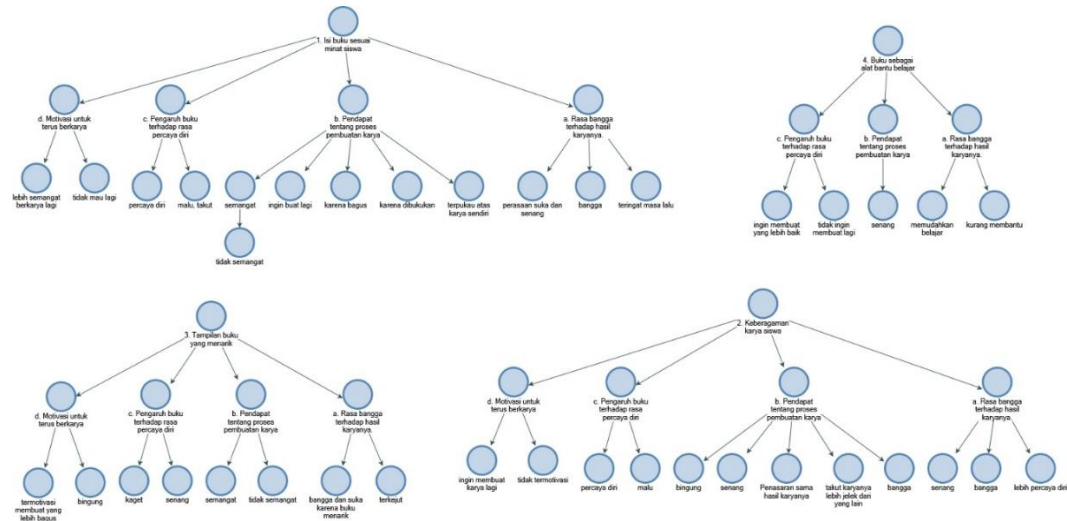 1. Isi buku sesuai
minat siswa
d. Motivasi untuk
terus berkarya
c. Pengaruh buku
terhadap rasa
percaya diri
b. Pendapat
tentang proses
pembuatan karya
a. Rasa bangga
terhadap hasil
karyanya.
lebih semangat
berkarya lagi
tidak mau lagi
percaya diri
malu, takut
semangat
ingin buat lagi
karena bagus
karena dibukukan
terpukau atas
karya sendiri
perasaan suka dan
senang
bangga
teringat masa lalu
tidak semangat
4. Buku sebagai
alat bantu belajar
c. Pengaruh buku
terhadap rasa
percaya diri
b. Pendapat
tentang proses
pembuatan karya
a. Rasa bangga
terhadap hasil
karyanya.
ingin membuat
yang lebih baik
tidak ingin
membuat lagi
senang
memudahkan
belajar
kurang membantu
3. Tampilan buku
yang menarik
d. Motivasi untuk
terus berkarya
c. Pengaruh buku
terhadap rasa
percaya diri
b. Pendapat
tentang proses
pembuatan karya
a. Rasa bangga
terhadap hasil
karyanya.
termotivasi
membuat yang
lebih bagus
bingung
kaget
senang
semangat
tidak semangat
bangga dan suka
karena buku
menarik
terkejut
2. Keberagaman
karya siswa
d. Motivasi untuk
terus berkarya
c. Pengaruh buku
terhadap rasa
percaya diri
b. Pendapat
tentang proses
pembuatan karya
a. Rasa bangga
terhadap hasil
karyanya.
ingin membuat
karya lagi
tidak termotivasi
percaya diri
malu
bingung
senang
Penasaran sama
hasil karyanya
takut karyanya
lebih jelek dari
yang lain
bangga
senang
bangga
lebih percaya diri